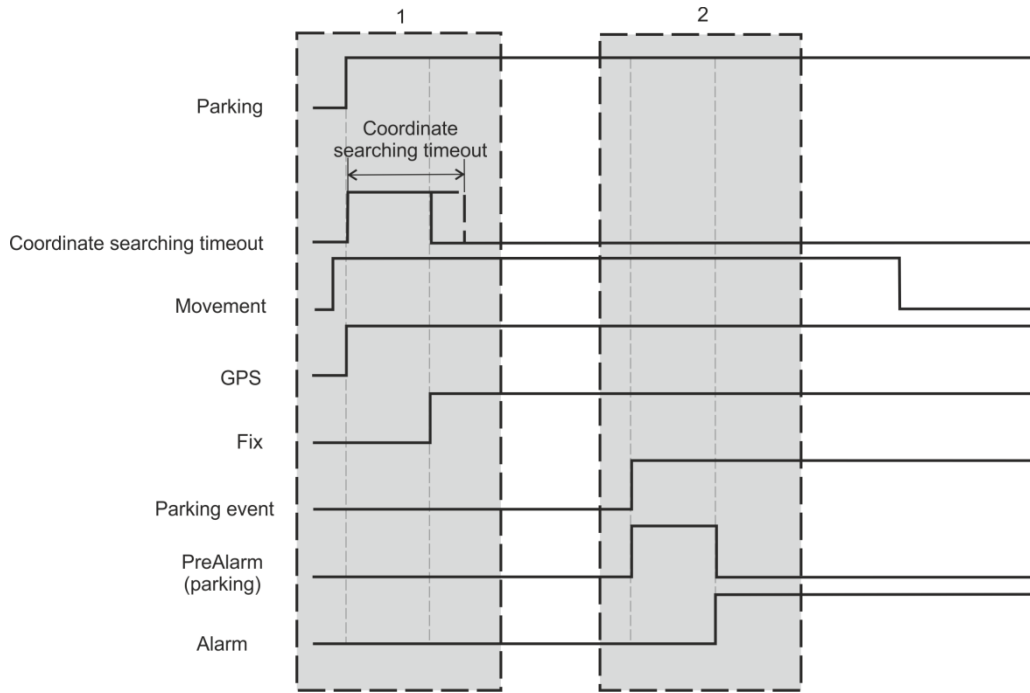 1
2
Parking
Coordinate
searching timeout
Coordinate searching timeout
Movement
GPS
Fix
Parking event
PreAlarm
(parking)
Alarm